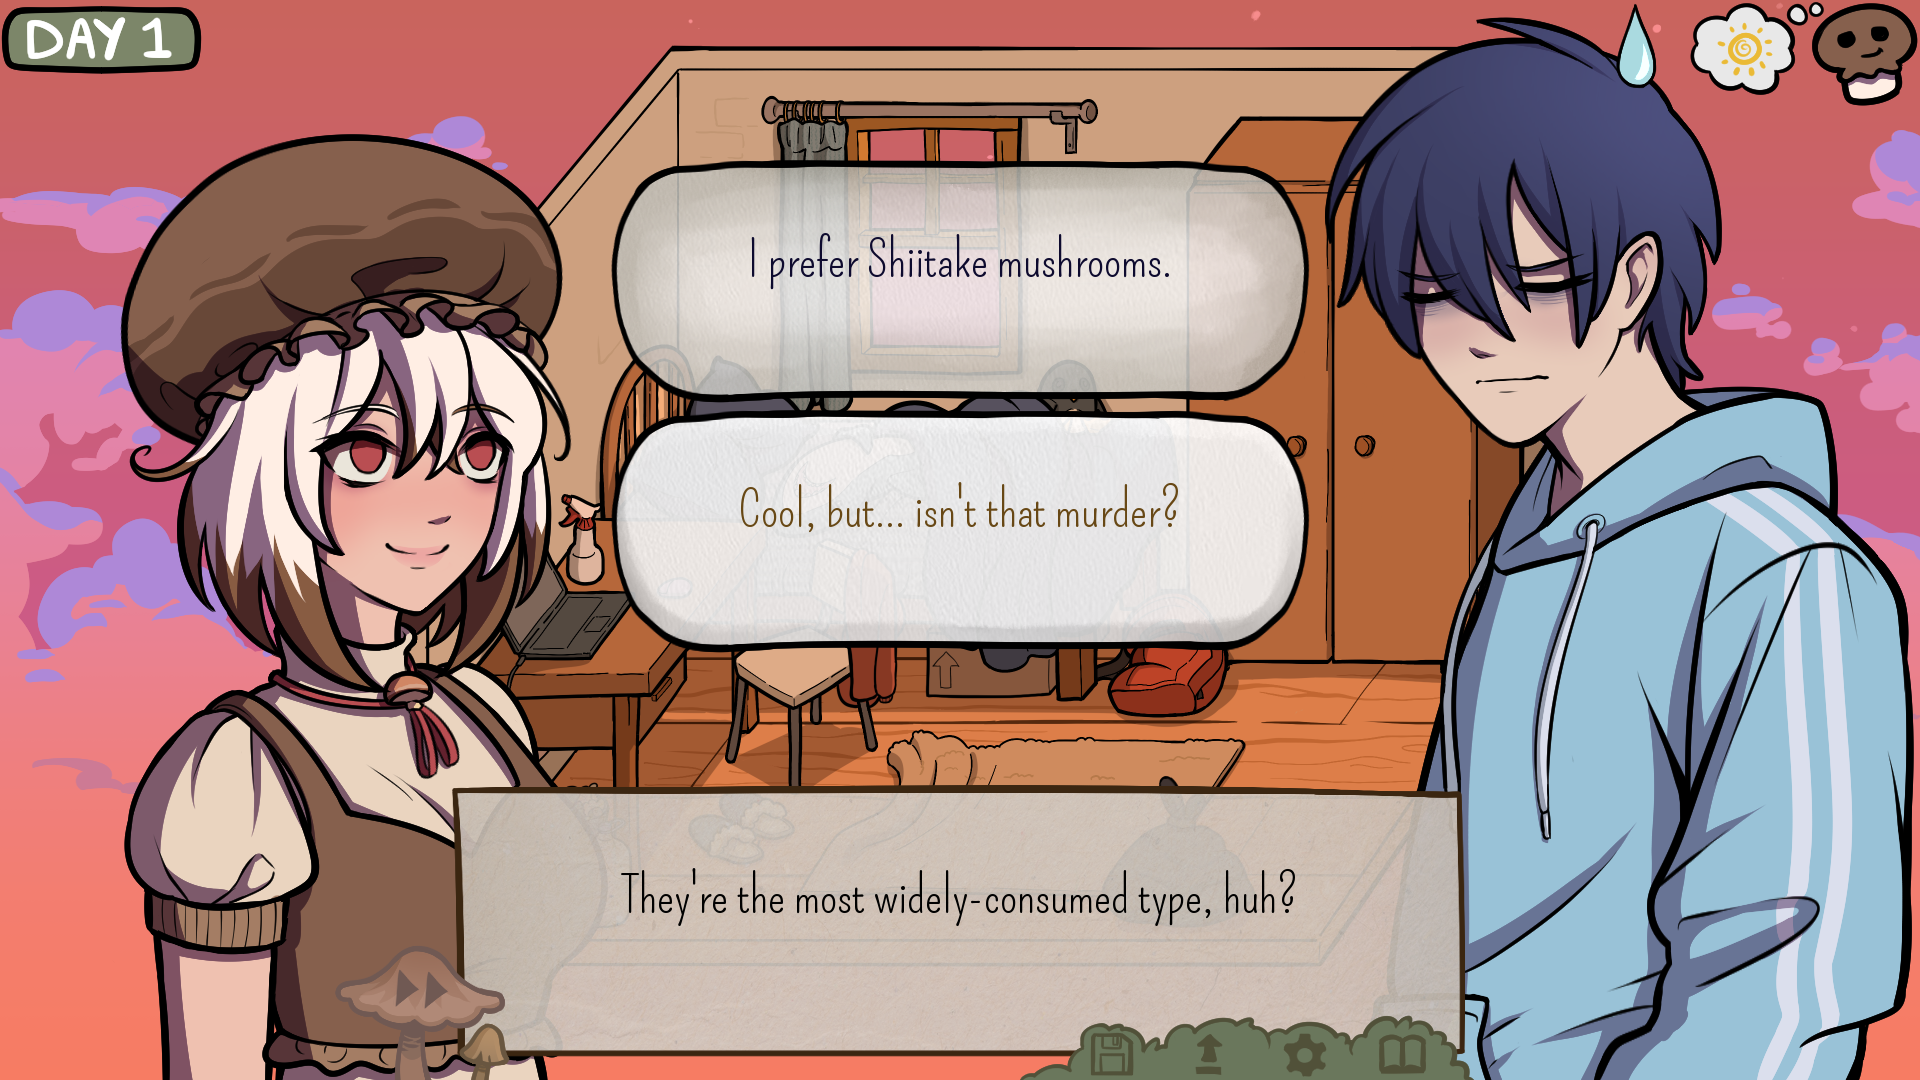 DAY 1
I prefer Shiitake mushrooms.
Cool, but... isn't that murder?
They're the most widely-consumed type, huh?